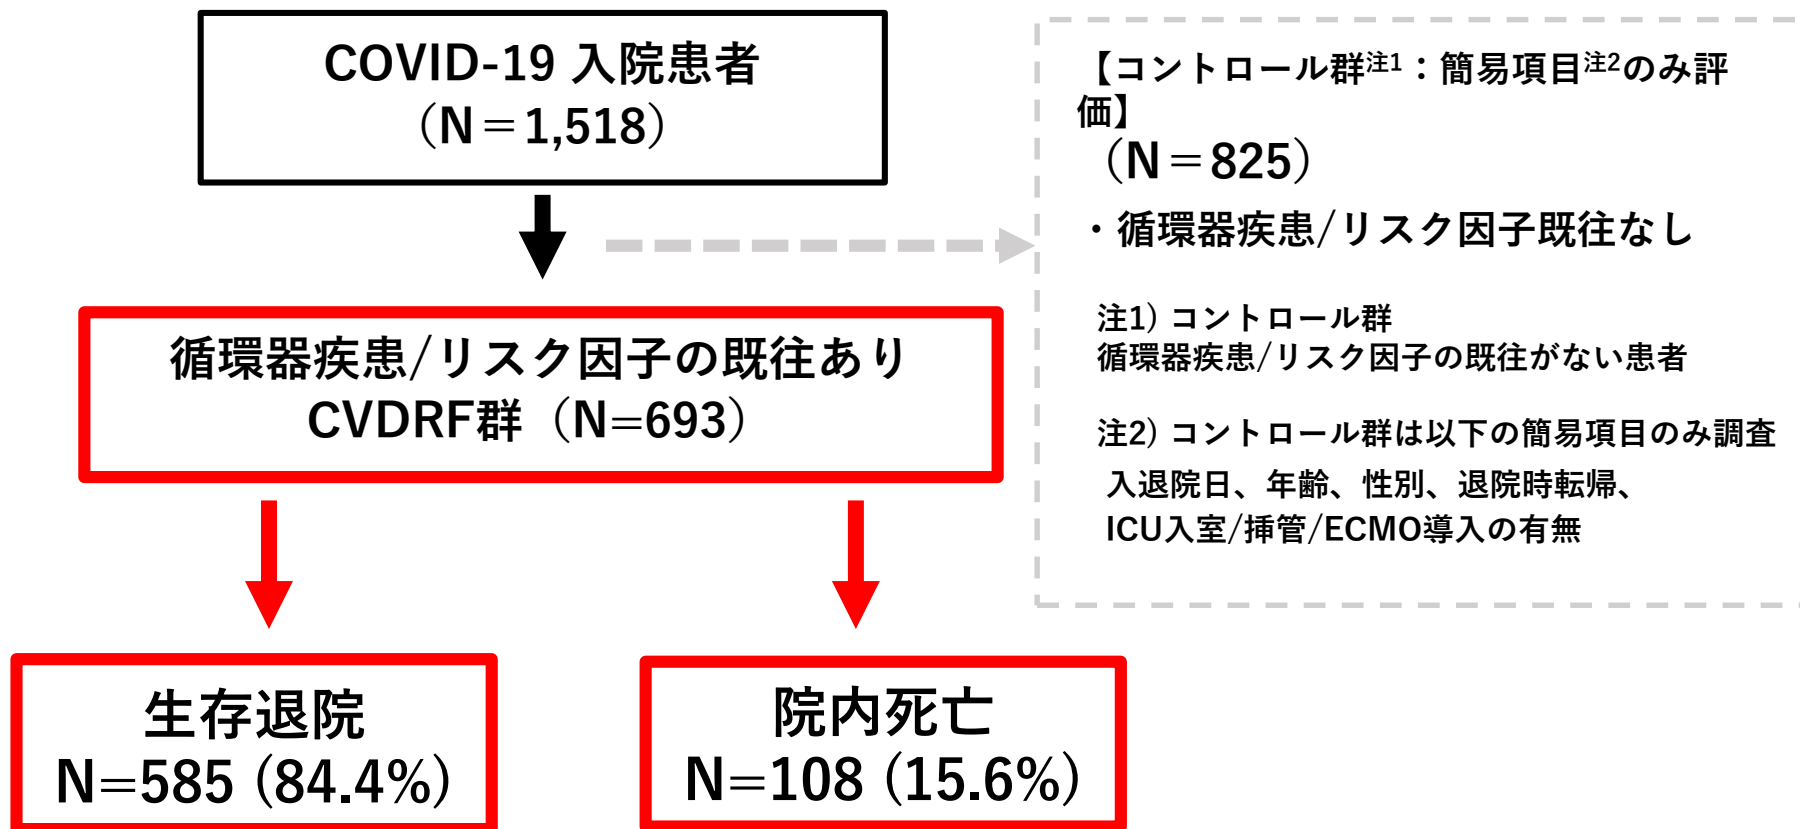 COVID-19 入院患者
（N＝1,518）
【コントロール群注1：簡易項目注2のみ評
価】
（N＝825）
・循環器疾患/リスク因子既往なし
注1) コントロール群
循環器疾患/リスク因子の既往がない患者
注2) コントロール群は以下の簡易項目のみ調査
入退院日、年齢、性別、退院時転帰、
ICU入室/挿管/ECMO導入の有無
循環器疾患/リスク因子の既往あり
CVDRF群（N=693）
生存退院
N=585 (84.4%)
院内死亡
N=108 (15.6%)